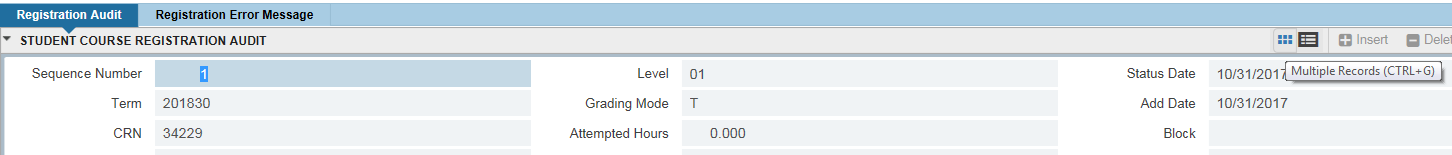 Registration Audit Registration Error Message
STUDENT COURSE REGISTRATION AUDIT Insert Delet
Sequence Number 1 Level 01 Status Date 10/31/2017 Multiple Records (CTRL+G)
Term 201830 Grading Mode T Add Date 10/31/2017
CRN 34229 Attempted Hours 0.000 Block